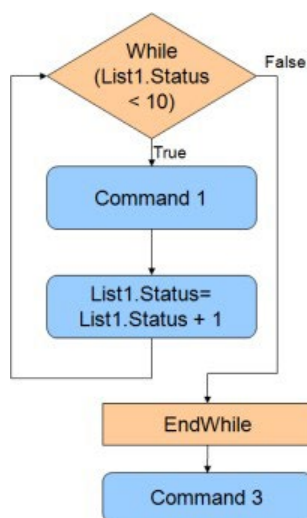 While
(List1.Status
< 10)
False
True
Command 1
List1.Status=
List1.Status + 1
EndWhile
Command 3